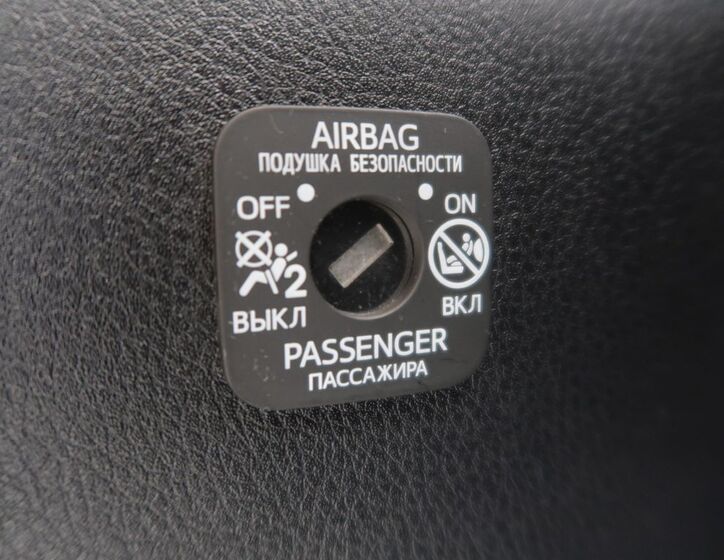 AIRBAG
ПОДУШКА БЕЗОПАСНОСТИ
OFF ON
2
ВЫКЛ ВКЛ
PASSENGER
ПАССАЖИРА